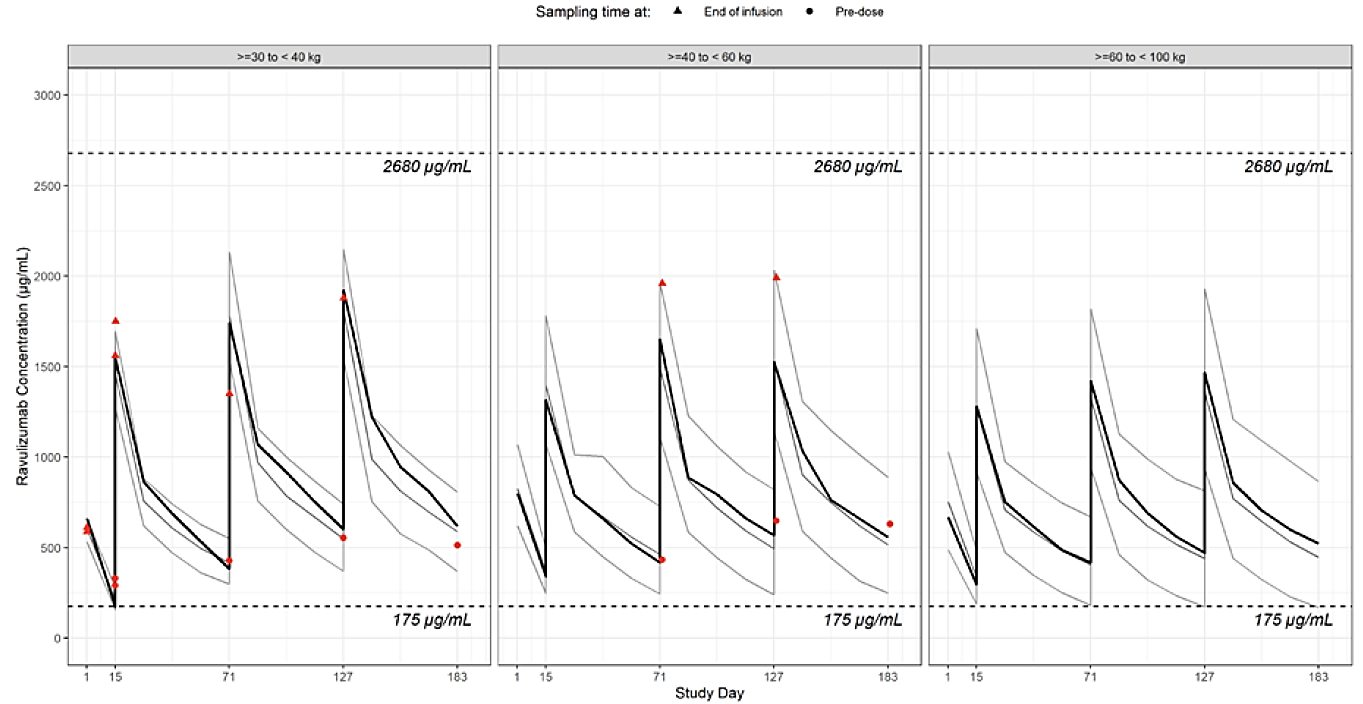 Sampling time at: End of infusion Pre-dose
>=30 to < 40 kg >=40 to < 60 kg >=60 to < 100 kg
3000
2680 µg/mL 2680 µg/mL 2680 µg/mL
2500
2000
1500
1000
500
175 µg/mL 175 µg/mL 175 µg/mL
0
Ravulizumab Concentration (µg/mL)
1 15 71 127 183 1 15 71 127 183 1 15 71 127 183
Study Day